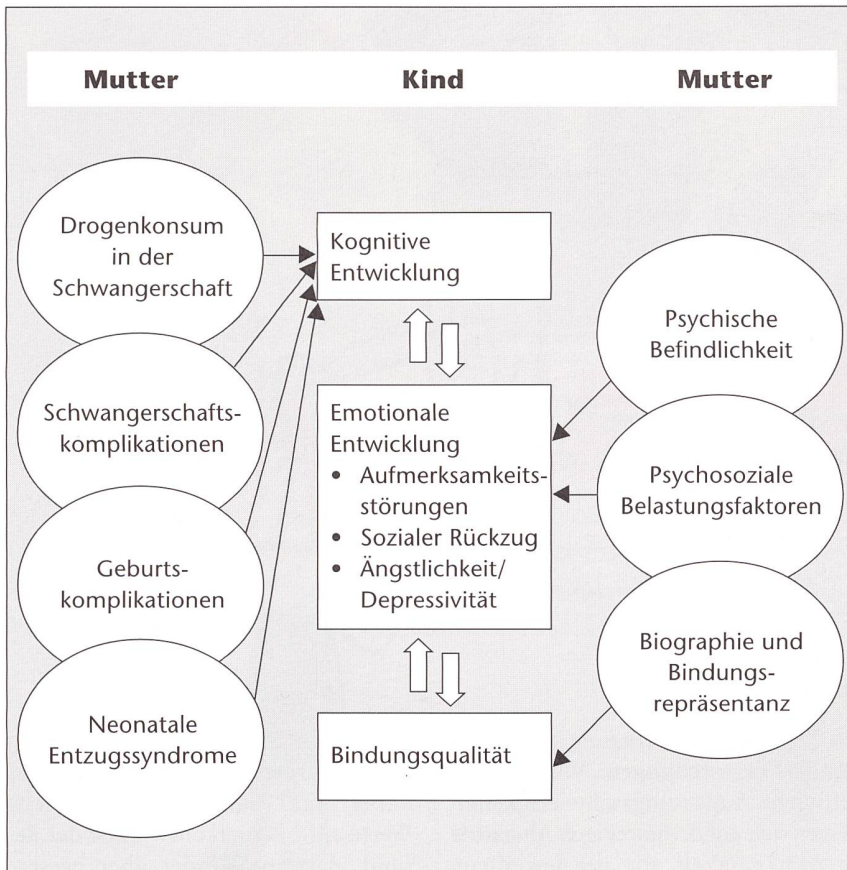 Mutter
Kind
Mutter
Drogenkonsum
in der
Schwangerschaft
Schwangerschafts-
komplikationen
Geburts-
komplikationen
Neonatale
Entzugssyndrome
Kognitive
Entwicklung
Emotionale
Entwicklung
• Aufmerksamkeits-
störungen
• Sozialer Rückzug
• Ängstlichkeit/
Depressivität
Bindungsqualität
Psychische
Befindlichkeit
Psychosoziale
Belastungsfaktoren
Biographie und
Bindungs-
repräsentanz